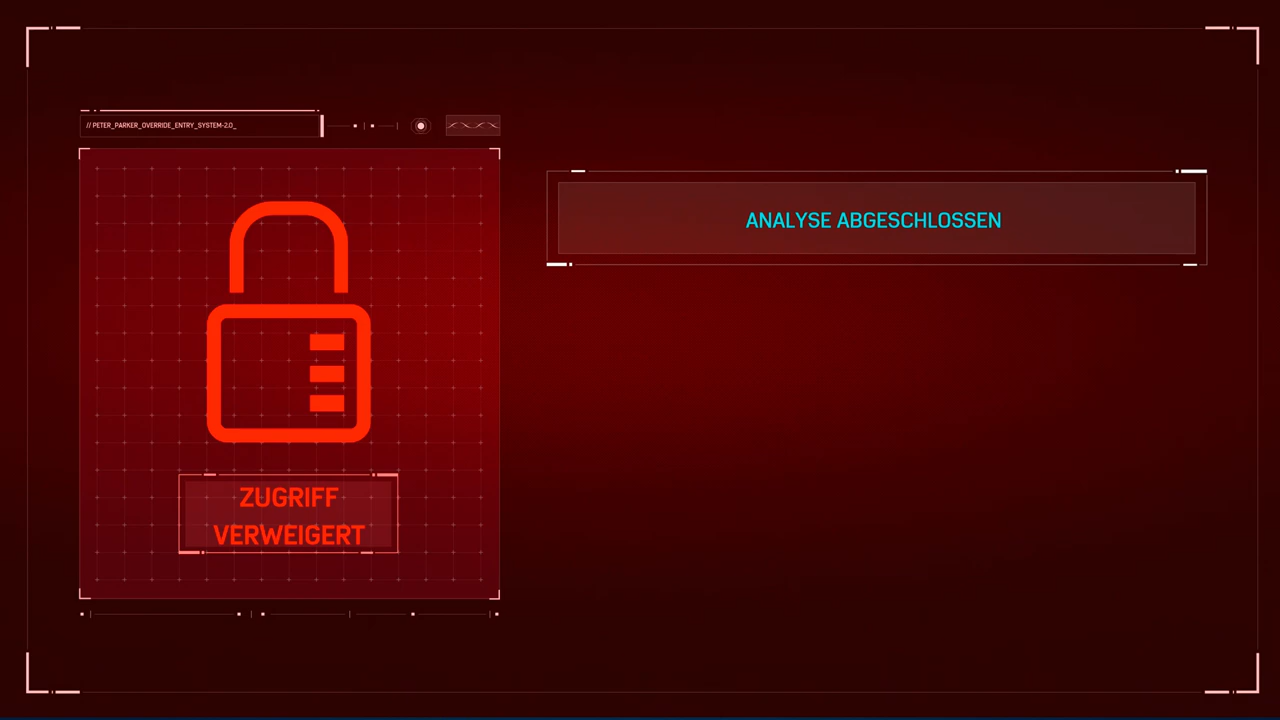 // PETER_PARKER_OVERRIDE_ENTRY_SYSTEM-2.0_
ANALYSE ABGESCHLOSSEN
ZUGRIFF
VERWEIGERT